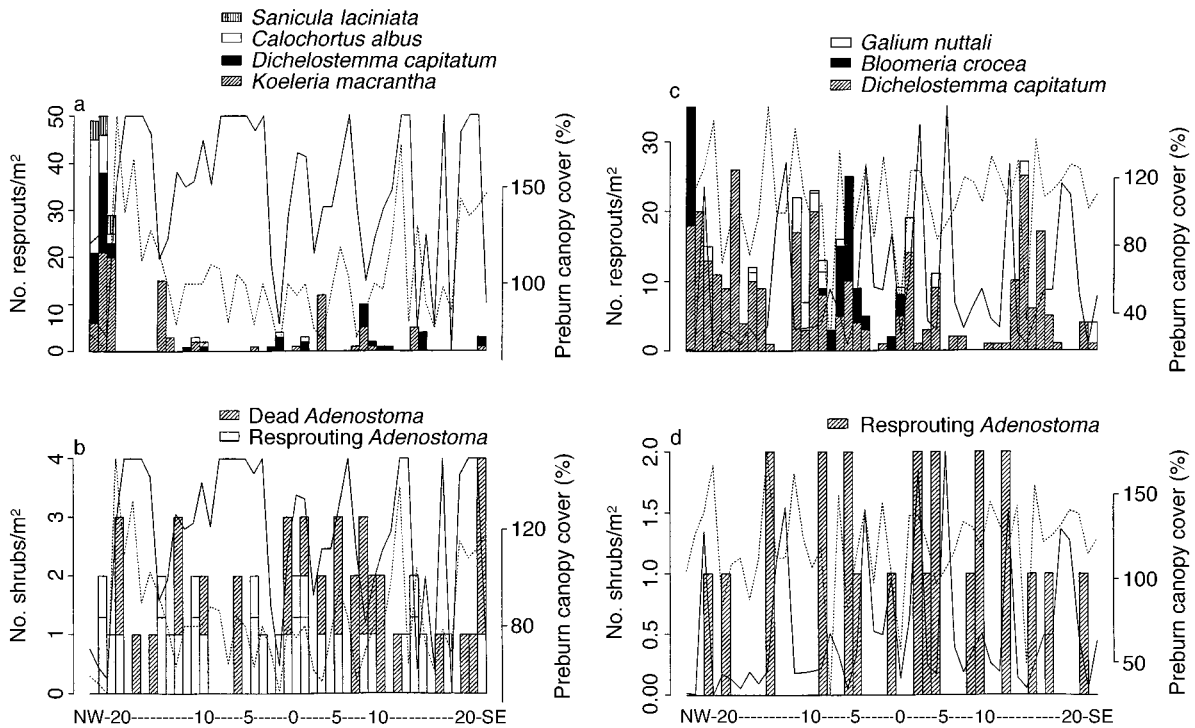 Sanicula laciniata
Calochortus albus
Dichelostemma capitatum
Koeleria macrantha
a
50
40
30
20
10
0
No. resprouts/m²
150
100
Preburn canopy cover (%)
Galium nuttali
Bloomeria crocea
Dichelostemma capitatum
c
30
20
10
0
No. resprouts/m²
120
80
40
Preburn canopy cover (%)
Dead Adenostoma
Resprouting Adenostoma
b
4
3
2
1
0
No. shrubs/m²
120
80
Preburn canopy cover (%)
NW-20----------10----5----0----5----10---------20-SE
Resprouting Adenostoma
d
2.0
1.5
1.0
0.5
0.0
No. shrubs/m²
150
100
50
Preburn canopy cover (%)
NW-20----------10----5----0----5----10---------20-SE